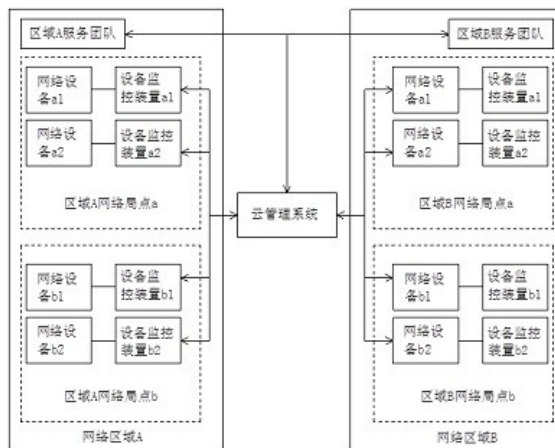 区域A服务团队
网络设
备a1
设备监
控装置a1
网络设
备a2
设备监控
装置a2
区域A网络局点a
网络设
备b1
设备监
控装置b1
网络设
备b2
设备监控
装置b2
区域A网络局点b
网络区域A
云管理系统
区域B服务团队
网络设
备a1
设备监
控装置a1
网络设
备a2
设备监控
装置a2
区域B网络局点a
网络设
备b1
设备监
控装置b1
网络设
备b2
设备监控
装置b2
区域B网络局点b
网络区域B